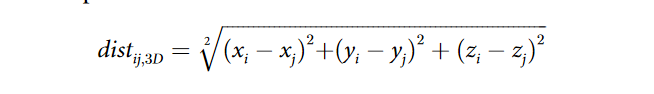 dist_{ij,3D} = \sqrt[2]{(x_i − x_j)^2+(y_i − y_j)^2 + (z_i − z_j)^2}